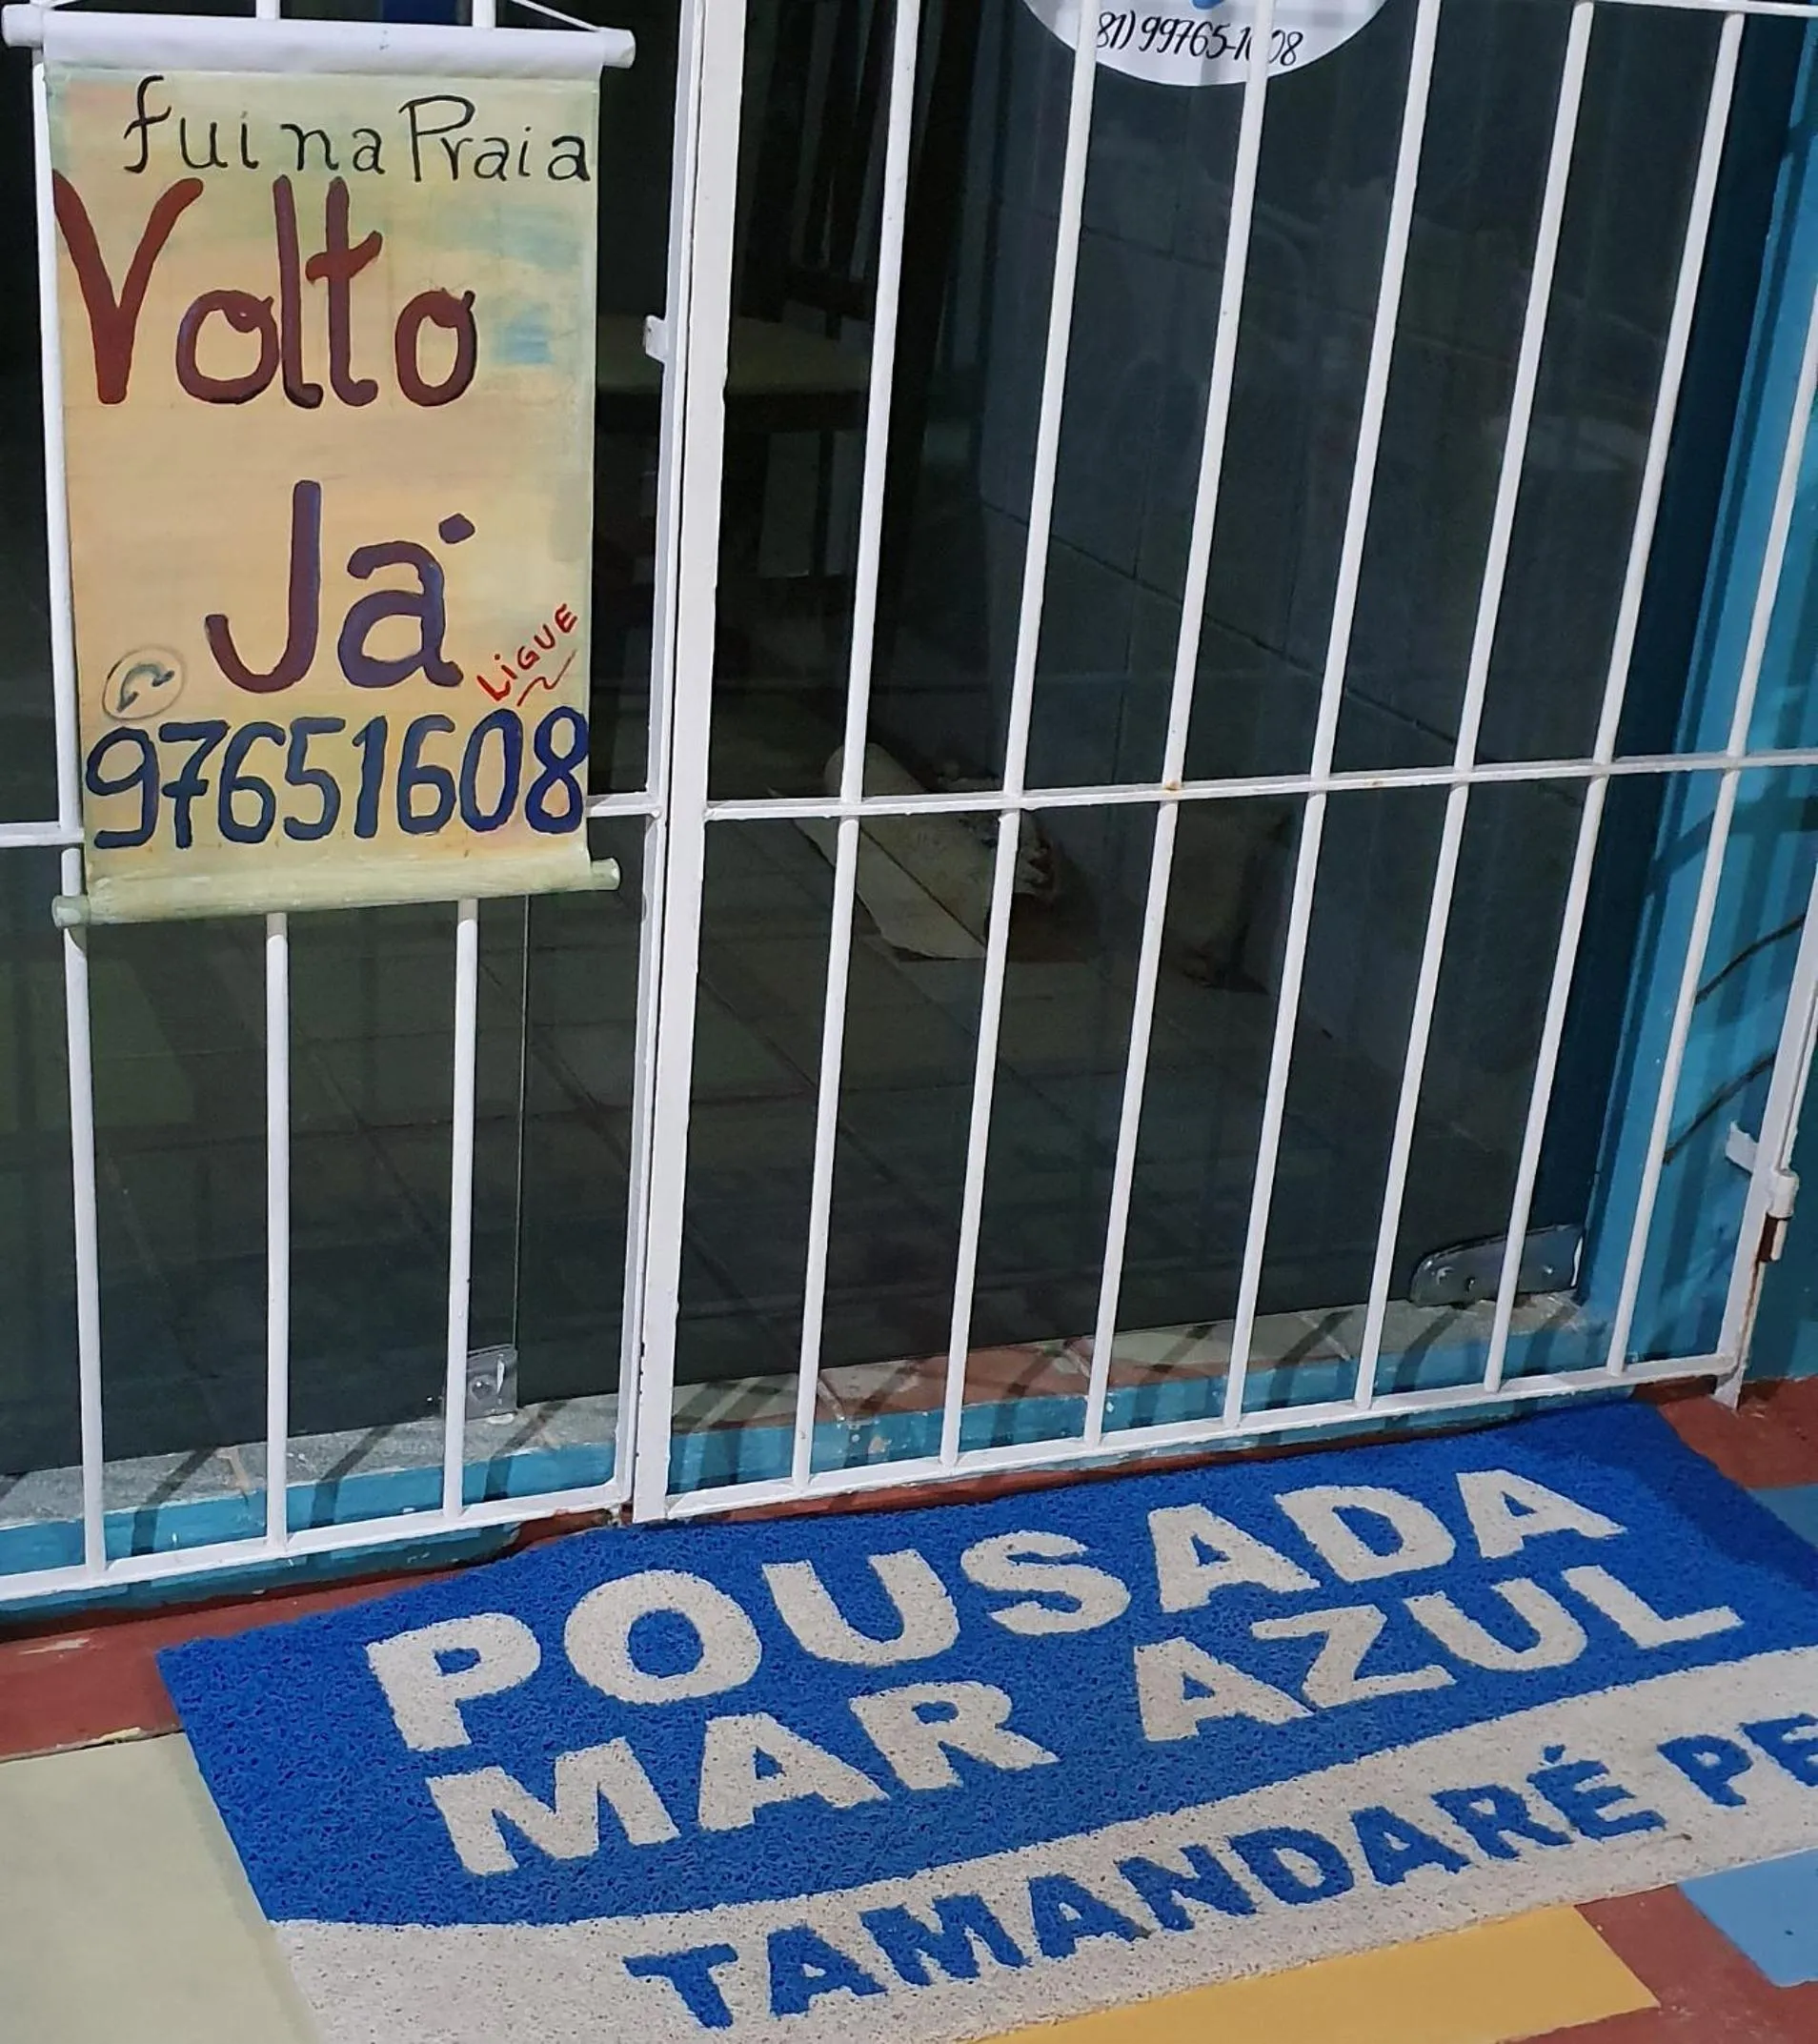 fui na Praia
Volto
Já
LIGUE
97651608
81) 99765-1608
POUSADA
MAR AZUL
TAMANDARÉ PE